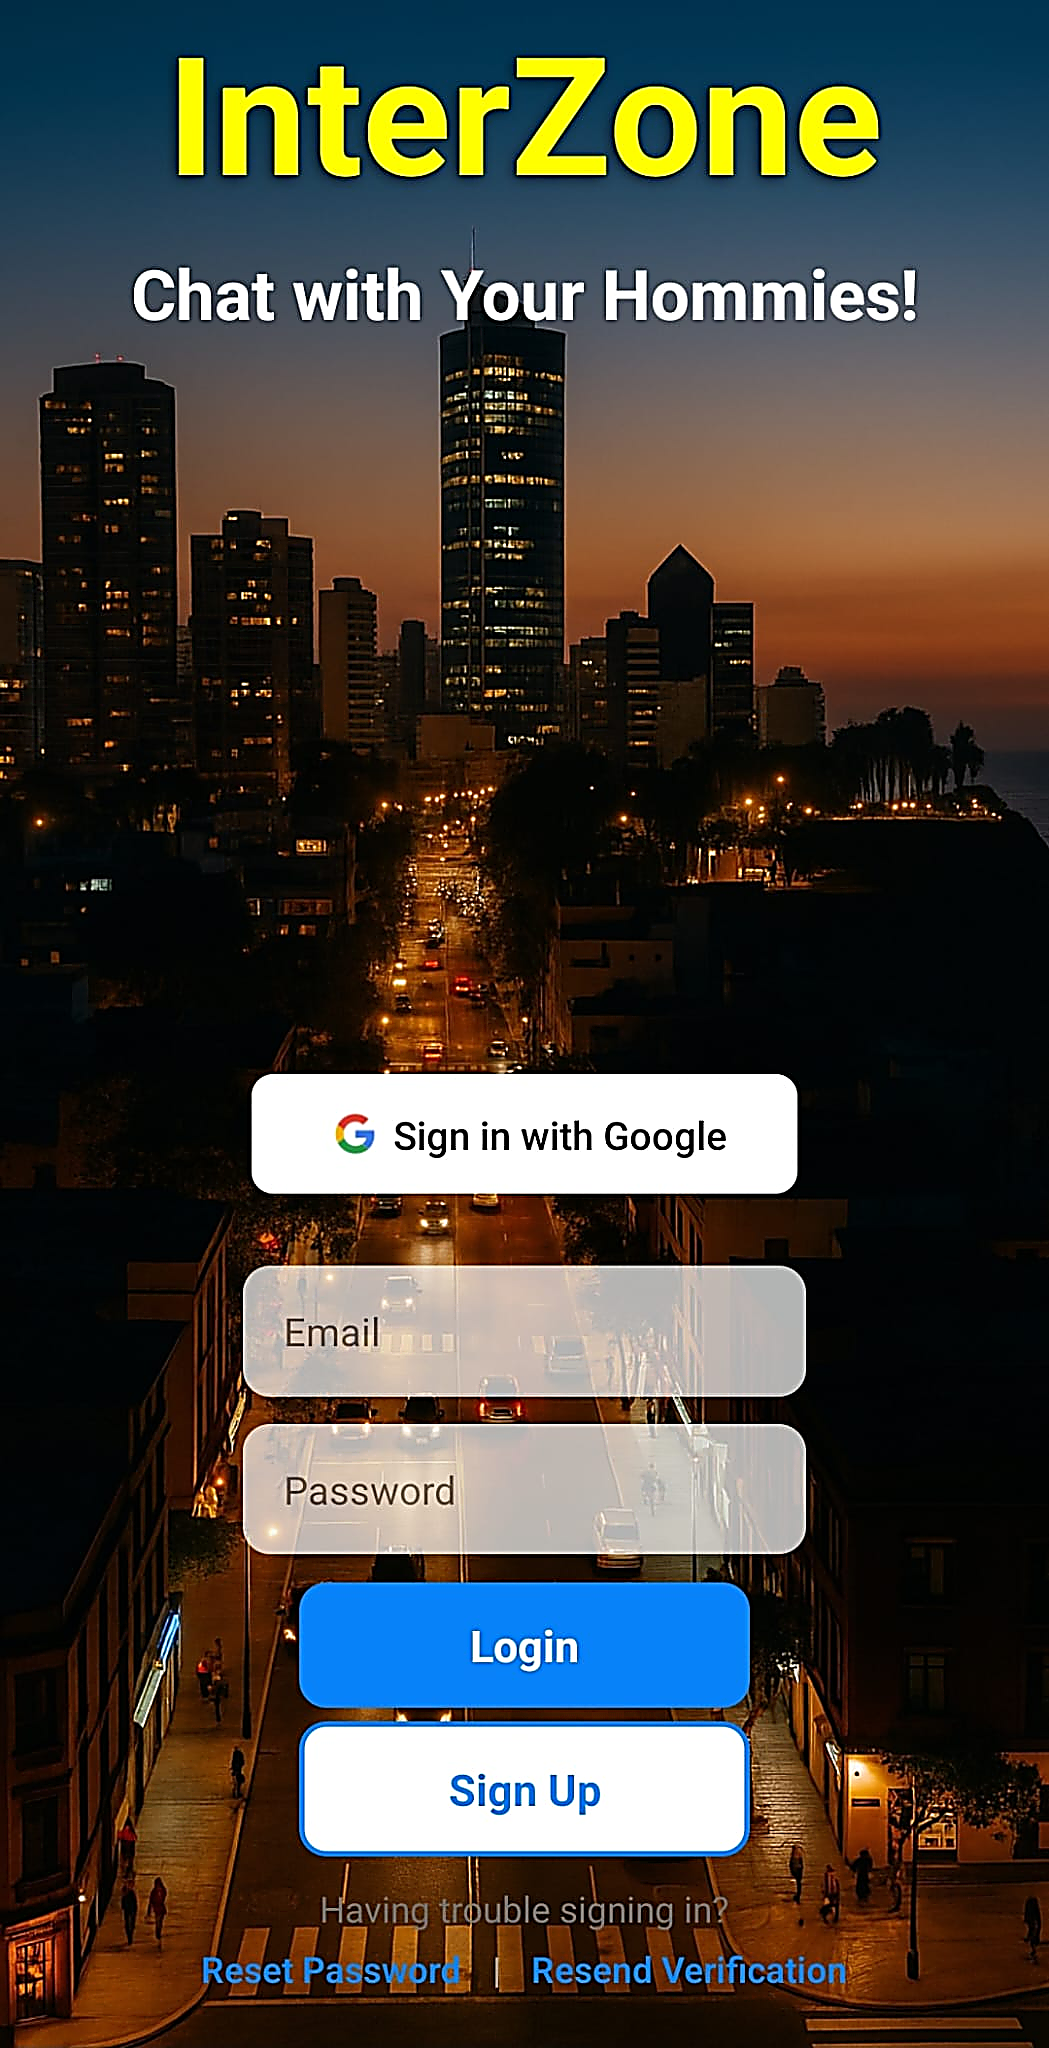 InterZone
Chat with Your Hommies!
Sign in with Google
Email
Password
Login
Sign Up
Having trouble signing in?
Reset Password | Resend Verification